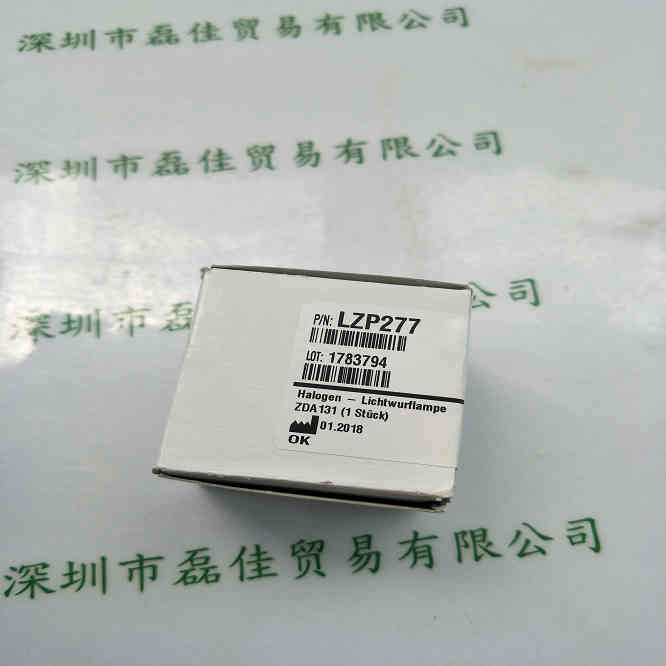 深圳市磊佳贸易有限公司
深圳市磊佳贸易有限公司
深圳市磊佳
公司
P/N: LZP277
LOT: 1783794
Halogen – Lichtwurflampe
ZDA131 (1 Stück)
01.2018
OK
深圳市磊佳贸易有限公司